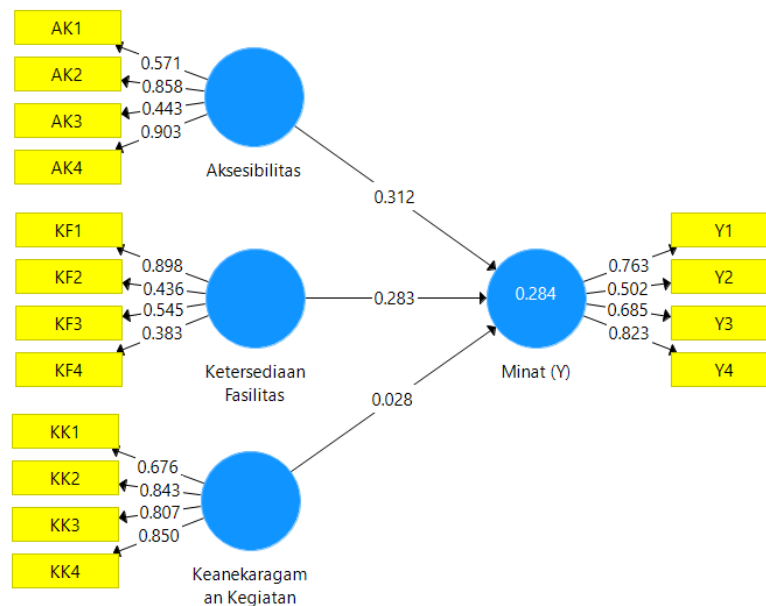 AK1
AK2
AK3
AK4
0.571
0.858
0.443
0.903
Aksesibilitas
0.312
KF1
KF2
KF3
KF4
0.898
0.436
0.545
0.383
Ketersediaan
Fasilitas
0.283
KK1
KK2
KK3
KK4
0.676
0.843
0.807
0.850
Keanekaragam
an Kegiatan
0.028
0.284
Minat (Y)
0.763
0.502
0.685
0.823
Y1
Y2
Y3
Y4